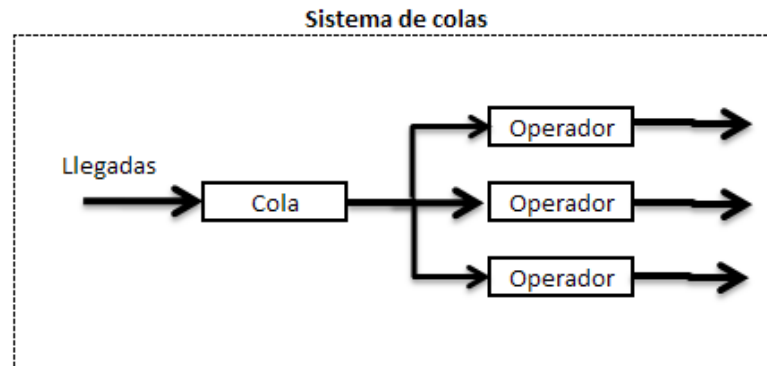 Sistema de colas
Operador
Llegadas
Cola
Operador
Operador